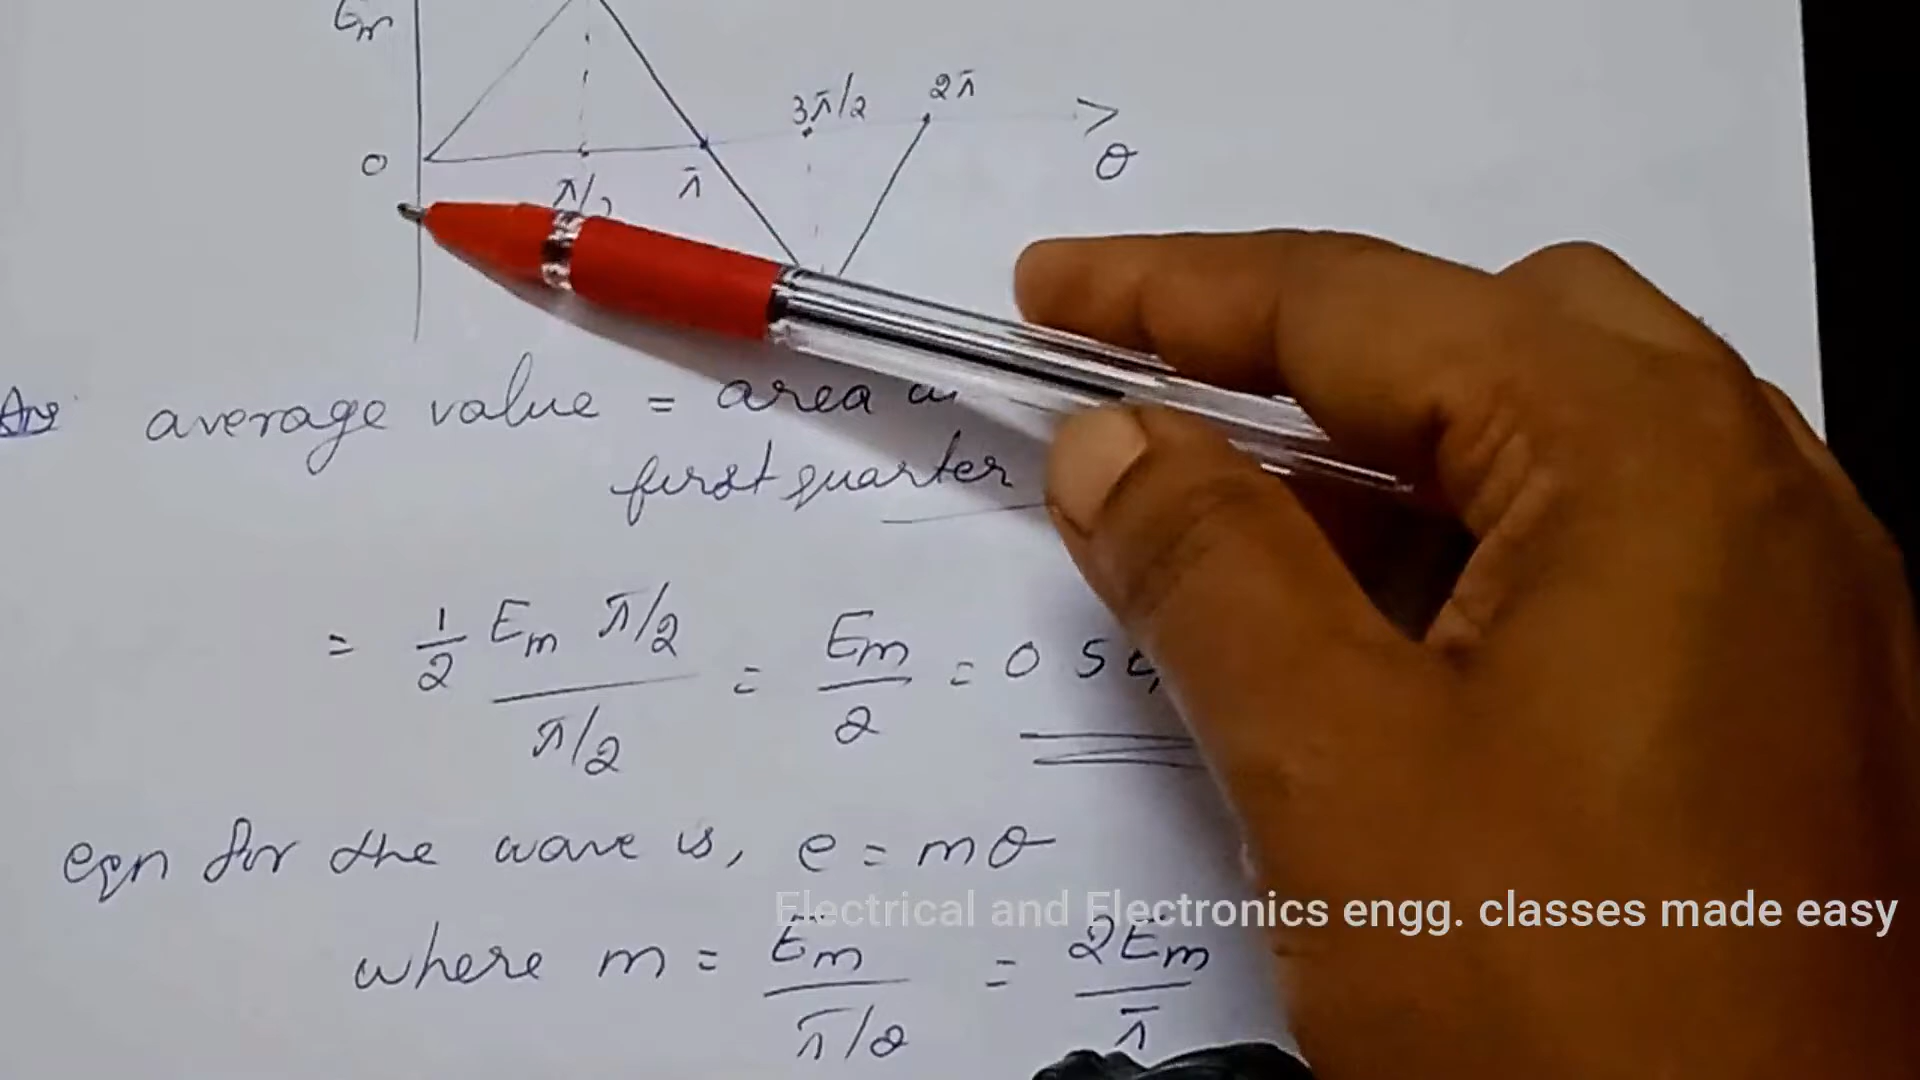 Em
2π
3π/2
0
θ
π/2
π
Ans
average value = area
first quarter
= 1/2 Em π/2 / π/2 = Em/2 = 0 5
eqn for the wave is, e = mθ
Electrical and Electronics engg. classes made easy
where m = Em / π/2 = 2Em / π